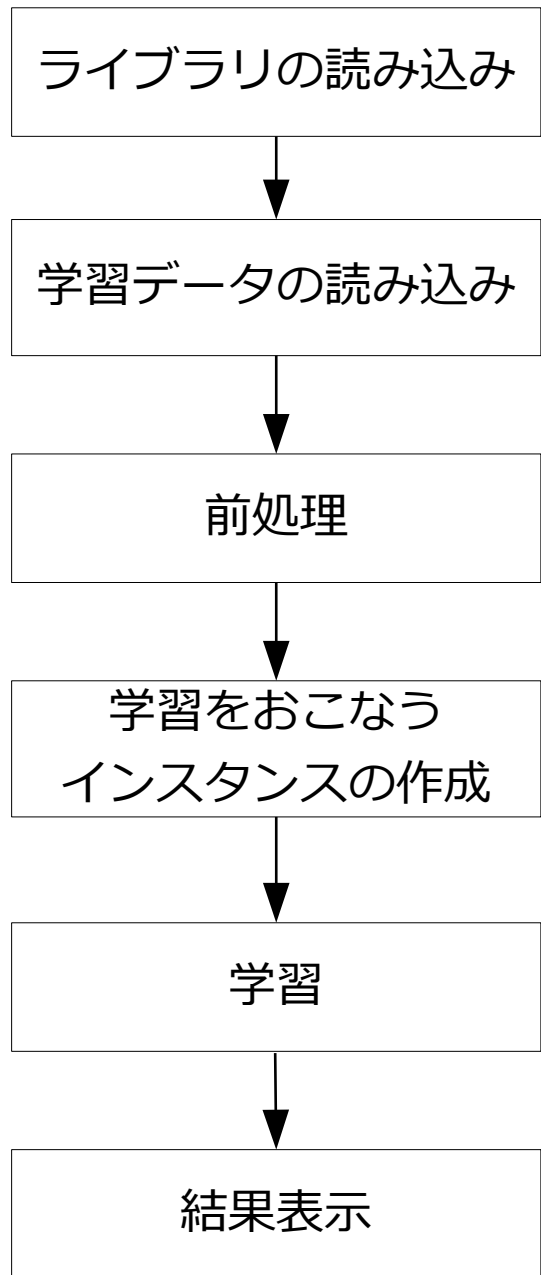 ライブラリの読み込み
学習データの読み込み
前処理
学習をおこなう
インスタンスの作成
学習
結果表示